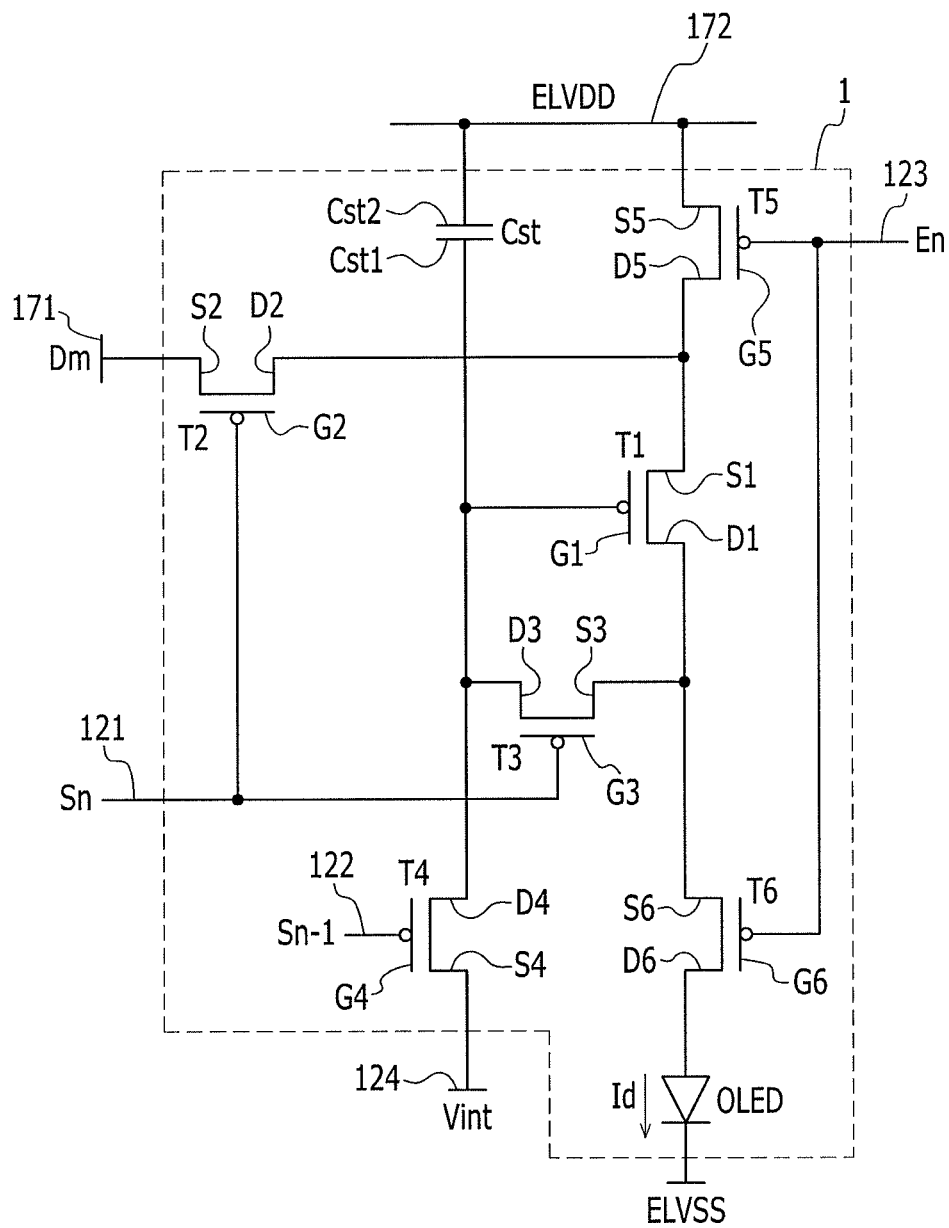 172
ELVDD
1
123
T5
Cst2
Cst
S5
Cst1
En
D5
171
S2
D2
G5
Dm
G2
T2
T1
S1
G1
D1
D3
S3
121
T3
G3
Sn
122
T4
T6
D4
S6
Sn-1
S4
D6
G4
G6
124
Id
OLED
Vint
ELVSS